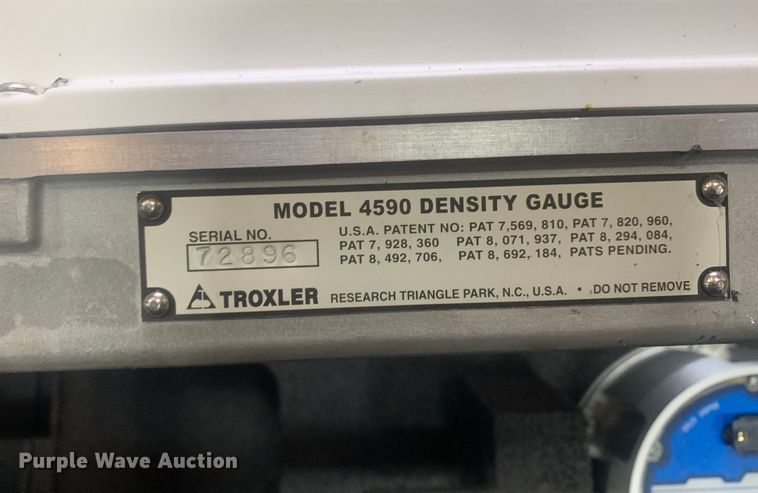 MODEL 4590 DENSITY GAUGE
SERIAL NO.
72896
U.S.A. PATENT NO: PAT 7,569, 810, PAT 7, 820, 960,
PAT 7, 928, 360 PAT 8, 071, 937, PAT 8, 294, 084,
PAT 8, 492, 706, PAT 8, 692, 184, PATS PENDING.
TROXLER RESEARCH TRIANGLE PARK, N.C., U.S.A. • DO NOT REMOVE
Purple Wave Auction